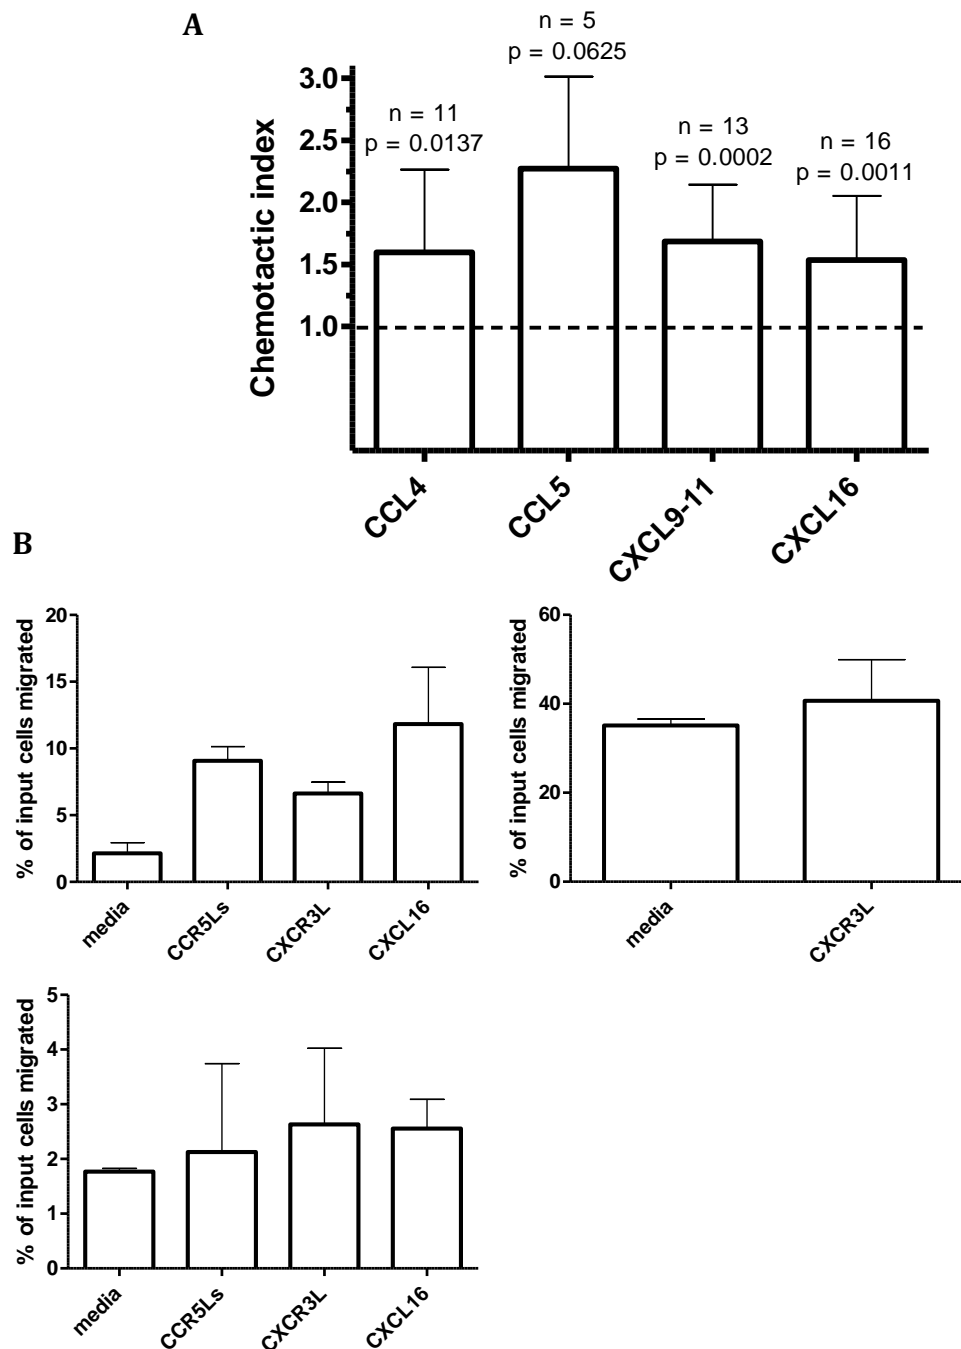 A
n = 5
p = 0.0625
n = 11
p = 0.0137
n = 13
p = 0.0002
n = 16
p = 0.0011
Chemotactic index
3.0
2.5
2.0
1.5
1.0
CCL4
CCL5
CXCL9-11
CXCL16
B
% of input cells migrated
20
15
10
5
0
media
CCR5Ls
CXCR3L
CXCL16
% of input cells migrated
60
40
20
0
media
CXCR3L
% of input cells migrated
5
4
3
2
1
0
media
CCR5Ls
CXCR3L
CXCL16